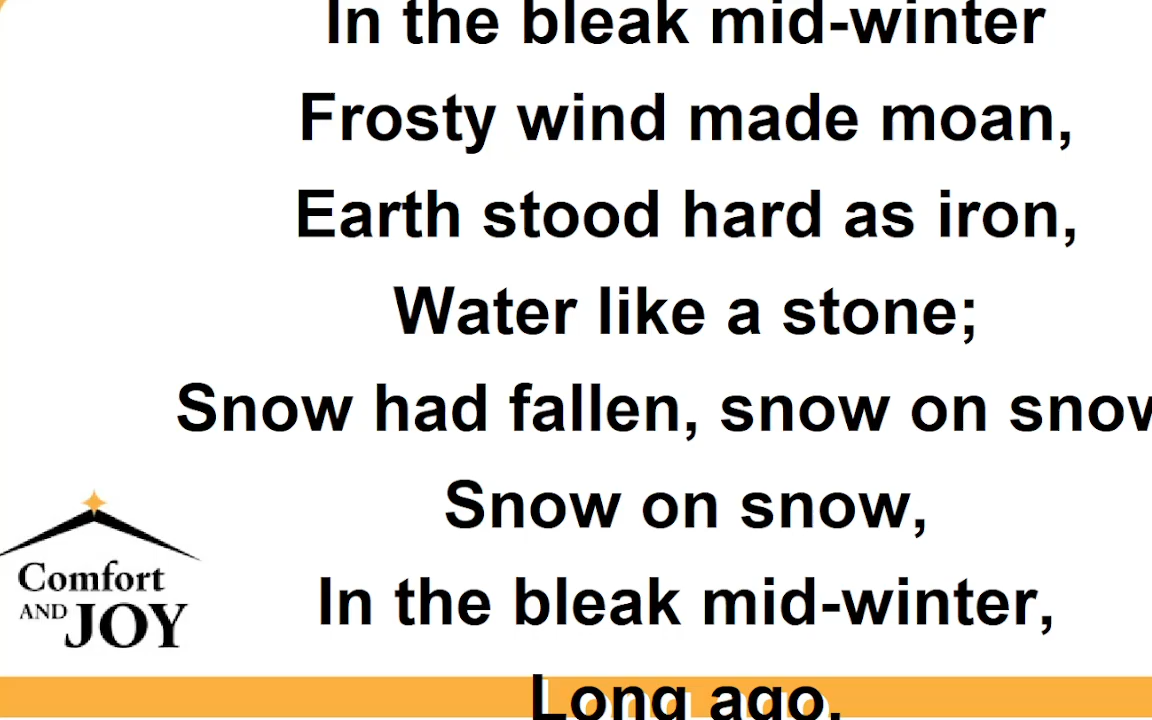 In the bleak mid-winter
Frosty wind made moan,
Earth stood hard as iron,
Water like a stone;
Snow had fallen, snow on snow
Snow on snow,
In the bleak mid-winter,
Long ago.
Comfort
AND JOY